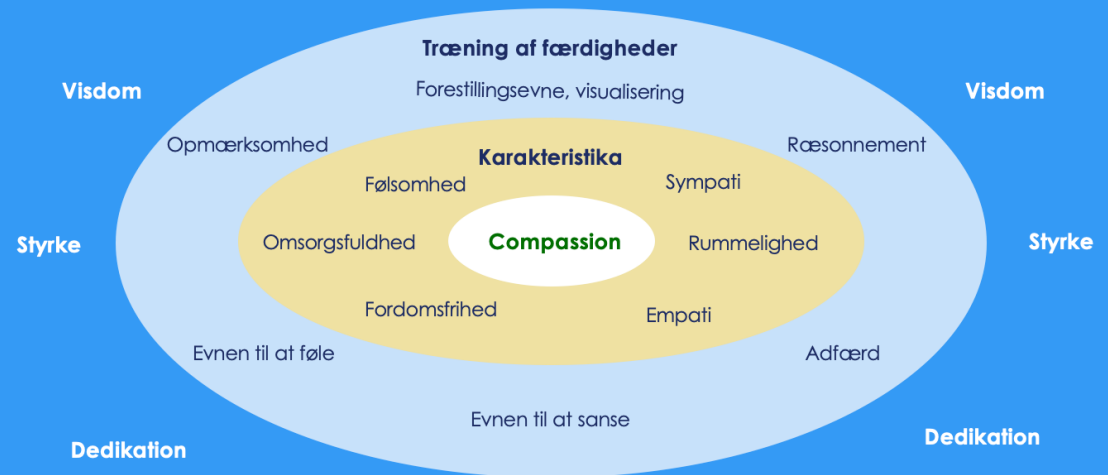 Træning af færdigheder
Visdom
Forestillingsevne, visualisering
Visdom
Opmærksomhed
Ræsonnement
Karakteristika
Følsomhed
Sympati
Styrke
Omsorgsfuldhed
Compassion
Rummelighed
Styrke
Fordomsfrihed
Empati
Evnen til at føle
Adfærd
Evnen til at sanse
Dedikation
Dedikation